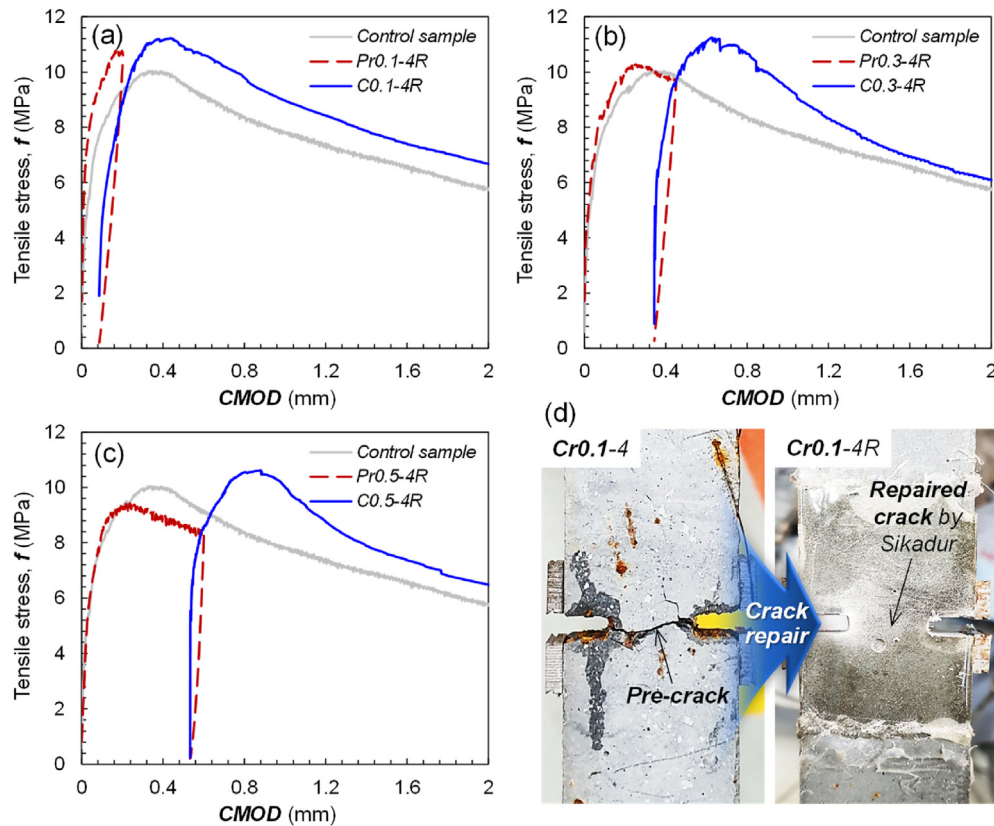 (a)
Control sample
Pr0.1-4R
C0.1-4R
Tensile stress, f (MPa)
12
10
8
6
4
2
0
0 0.4 0.8 1.2 1.6 2
CMOD (mm)
(b)
Control sample
Pr0.3-4R
C0.3-4R
Tensile stress, f (MPa)
12
10
8
6
4
2
0
0 0.4 0.8 1.2 1.6 2
CMOD (mm)
(c)
Control sample
Pr0.5-4R
C0.5-4R
Tensile stress, f (MPa)
12
10
8
6
4
2
0
0 0.4 0.8 1.2 1.6 2
CMOD (mm)
(d)
Cr0.1-4
Cr0.1-4R
Repaired
crack by
Sikadur
Crack
repair
Pre-crack